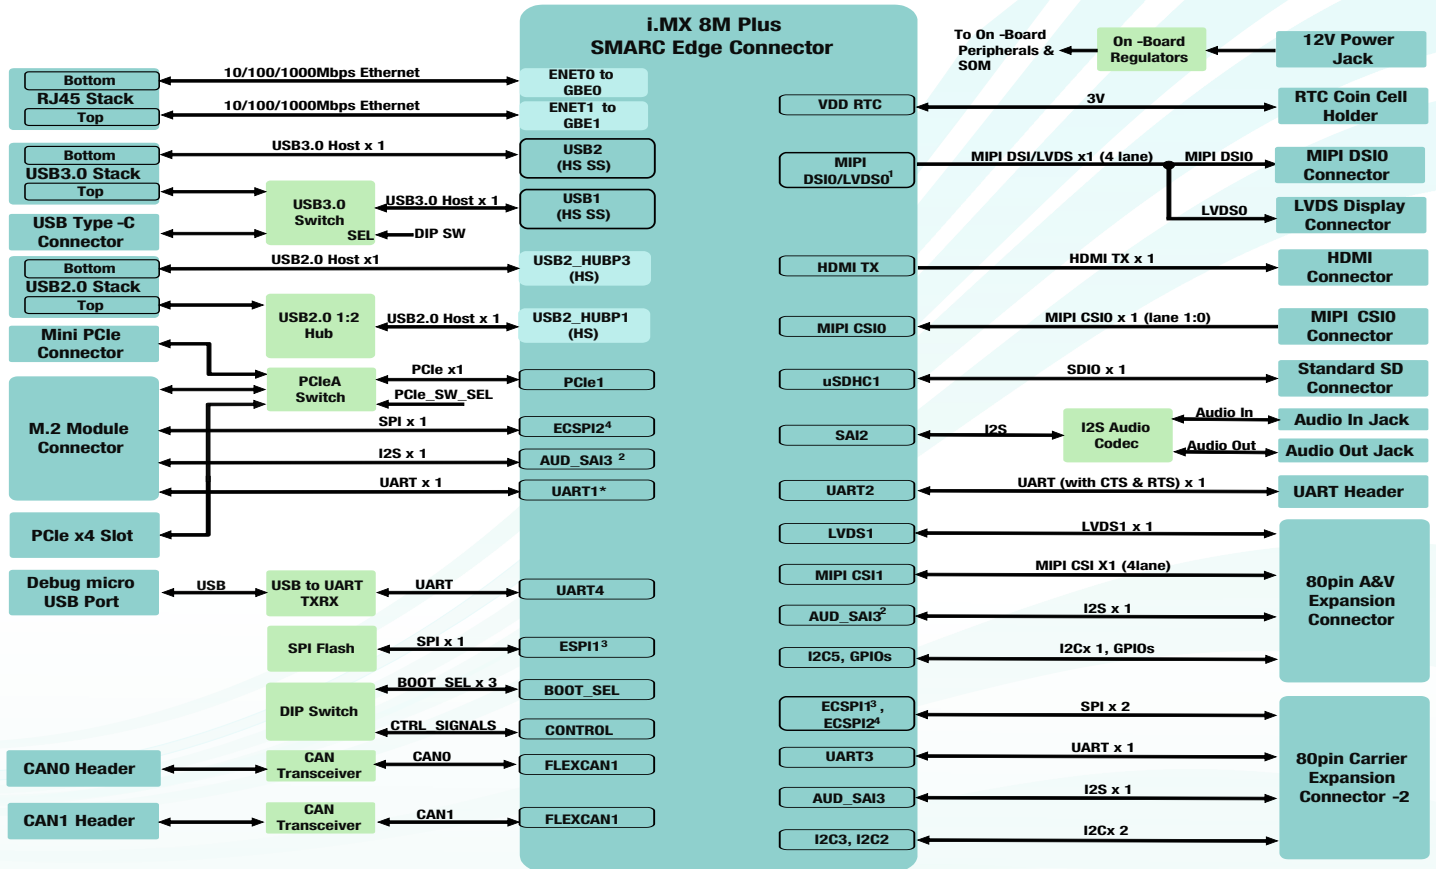 i.MX 8M Plus
SMARC Edge Connector
Bottom
RJ45 Stack
Top
10/100/1000Mbps Ethernet
10/100/1000Mbps Ethernet
ENET0 to
GBE0
ENET1 to
GBE1
Bottom
USB3.0 Stack
Top
USB3.0 Host x 1
USB2
(HS SS)
USB3.0
Switch
SEL
USB3.0 Host x 1
DIP SW
USB1
(HS SS)
USB Type -C
Connector
Bottom
USB2.0 Stack
Top
USB2.0 Host x1
USB2_HUBP3
(HS)
USB2.0 1:2
Hub
USB2.0 Host x 1
USB2_HUBP1
(HS)
Mini PCIe
Connector
PCIeA
Switch
PCIe x1
PCIe_SW_SEL
PCIe1
M.2 Module
Connector
SPI x 1
ECSPI2⁴
I2S x 1
AUD_SAI3 ²
UART x 1
UART1*
PCIe x4 Slot
Debug micro
USB Port
USB
USB to UART
TXRX
UART
UART4
SPI Flash
SPI x 1
ESPI1³
DIP Switch
BOOT_SEL x 3
BOOT_SEL
CTRL_SIGNALS
CONTROL
CAN0 Header
CAN
Transceiver
CAN0
FLEXCAN1
CAN1 Header
CAN
Transceiver
CAN1
FLEXCAN1
To On -Board
Peripherals &
SOM
On -Board
Regulators
12V Power
Jack
VDD RTC
3V
RTC Coin Cell
Holder
MIPI
DSI0/LVDS0¹
MIPI DSI/LVDS x1 (4 lane)
MIPI DSI0
MIPI DSI0
Connector
LVDS0
LVDS Display
Connector
HDMI TX
HDMI TX x 1
HDMI
Connector
MIPI CSI0
MIPI CSI0 x 1 (lane 1:0)
MIPI CSI0
Connector
uSDHC1
SDIO x 1
Standard SD
Connector
SAI2
I2S
I2S Audio
Codec
Audio In
Audio In Jack
Audio Out
Audio Out Jack
UART2
UART (with CTS & RTS) x 1
UART Header
LVDS1
LVDS1 x 1
MIPI CSI1
MIPI CSI X1 (4lane)
AUD_SAI3²
I2S x 1
I2C5, GPIOs
I2Cx 1, GPIOs
80pin A&V
Expansion
Connector
ECSPI1³ ,
ECSPI2⁴
SPI x 2
UART3
UART x 1
AUD_SAI3
I2S x 1
I2C3, I2C2
I2Cx 2
80pin Carrier
Expansion
Connector -2